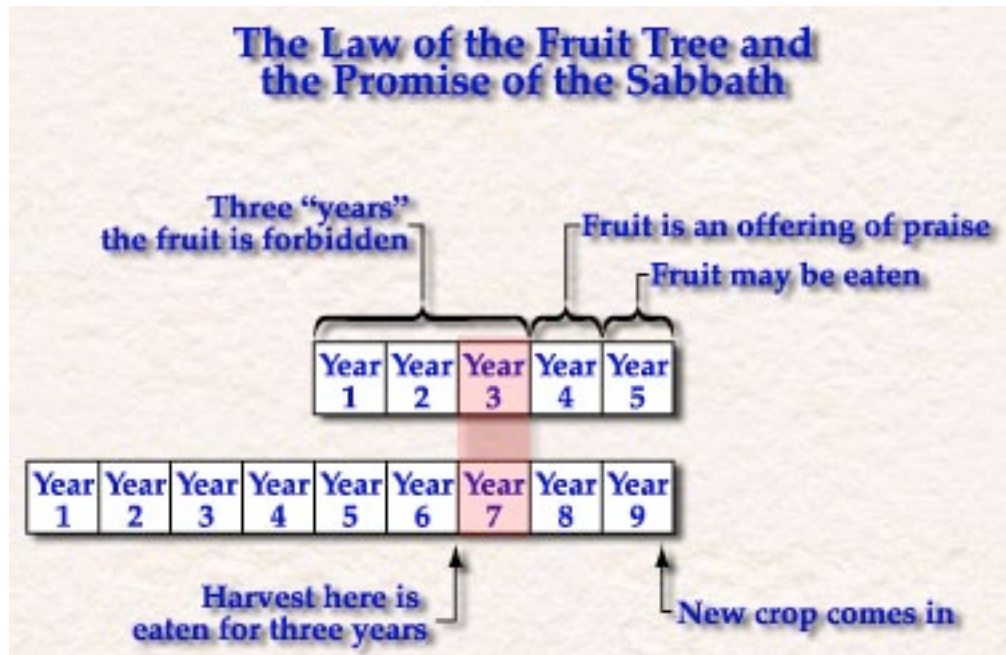 The Law of the Fruit Tree and
the Promise of the Sabbath
Three “years”
the fruit is forbidden
Fruit is an offering of praise
Fruit may be eaten
Year Year Year Year Year
1 2 3 4 5
Year Year Year Year Year Year Year Year Year
1 2 3 4 5 6 7 8 9
Harvest here is
eaten for three years
New crop comes in